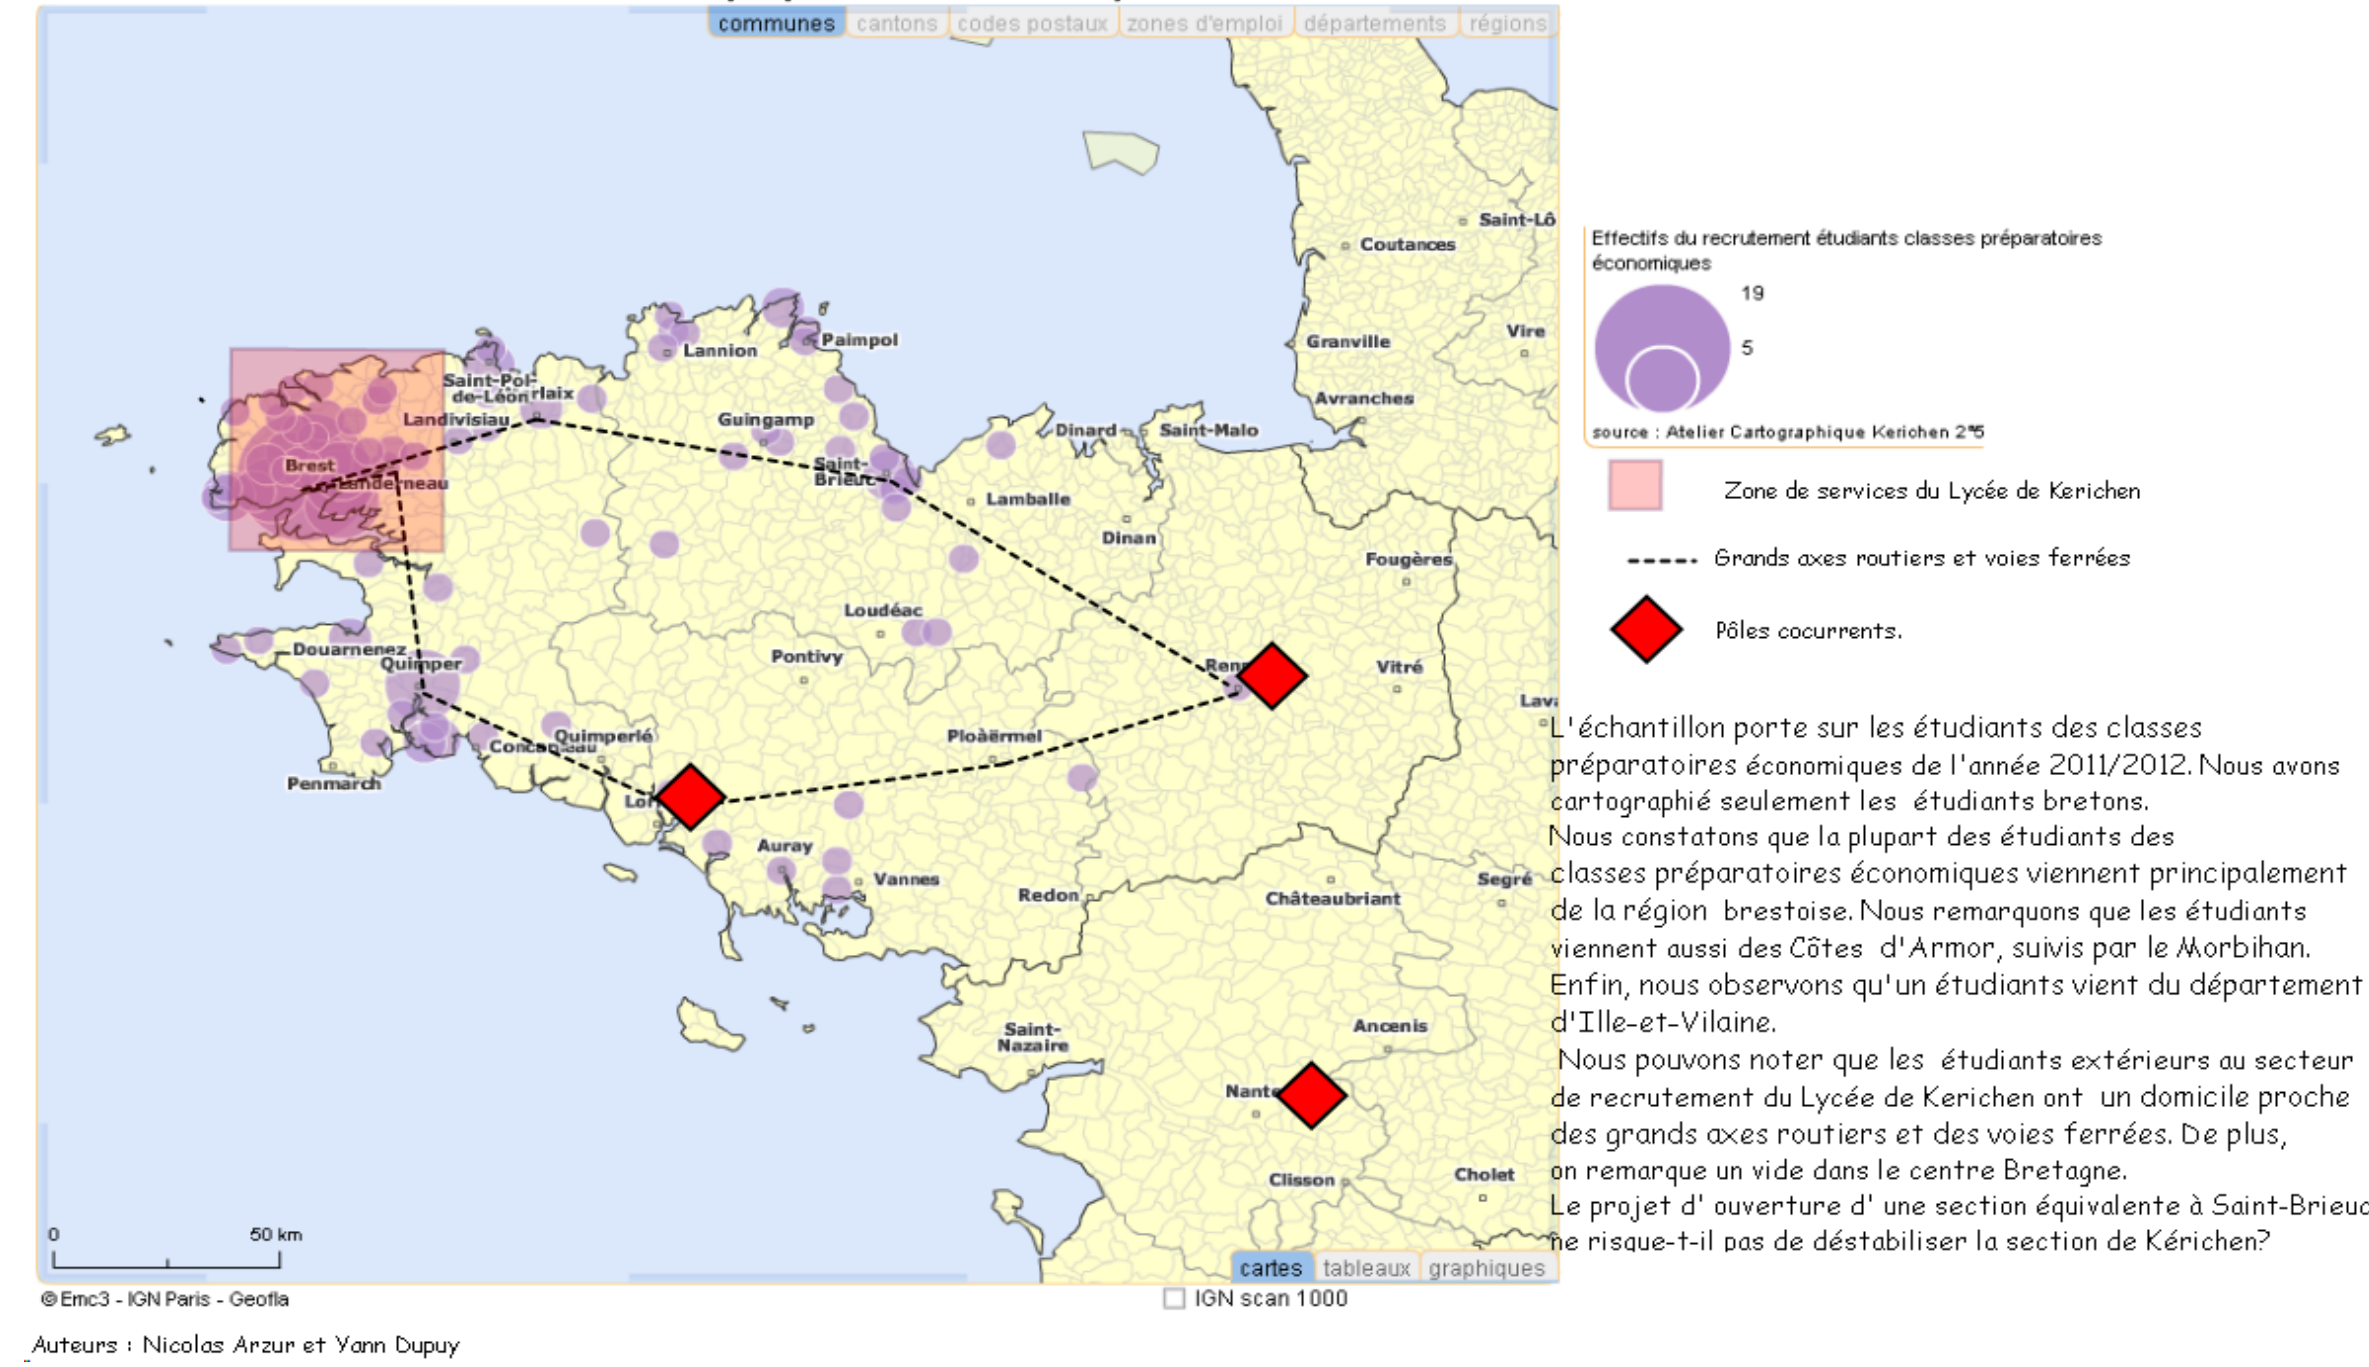 communes cantons codes postaux zones d'emploi départements régions
Saint-Lô
Coutances
Granville
Vire
Avranches
Paimpol
Lannion
Saint-Pol-
de-Léon
rlaix
Landivisiau
Guingamp
Dinard
Saint-Malo
Brest
Landerneau
Saint-
Brieuc
Lamballe
Dinan
Fougères
Loudéac
Douarnenez
Quimper
Pontivy
Vitré
Quimperlé
Ploàërmel
Penmarch
Auray
Vannes
Redon
Châteaubriant
Segré
Saint-
Nazaire
Ancenis
Clisson
Cholet
0 50 km
cartes tableaux graphiques
© Emc3 - IGN Paris - Geofla
IGN scan 1000
Auteurs : Nicolas Arzur et Yann Dupuy
Effectifs du recrutement étudiants classes préparatoires
économiques
19
5
source : Atelier Cartographique Kerichen 2°5
Zone de services du Lycée de Kerichen
Grands axes routiers et voies ferrées
Pôles cocurrents.
L'échantillon porte sur les étudiants des classes
préparatoires économiques de l'année 2011/2012. Nous avons
cartographié seulement les étudiants bretons.
Nous constatons que la plupart des étudiants des
classes préparatoires économiques viennent principalement
de la région brestoise. Nous remarquons que les étudiants
viennent aussi des Côtes d'Armor, suivis par le Morbihan.
Enfin, nous observons qu'un étudiants vient du département
d'Ille-et-Vilaine.
Nous pouvons noter que les étudiants extérieurs au secteur
de recrutement du Lycée de Kerichen ont un domicile proche
des grands axes routiers et des voies ferrées. De plus,
on remarque un vide dans le centre Bretagne.
Le projet d' ouverture d' une section équivalente à Saint-Brieuc
ne risque-t-il pas de déstabiliser la section de Kérichen?